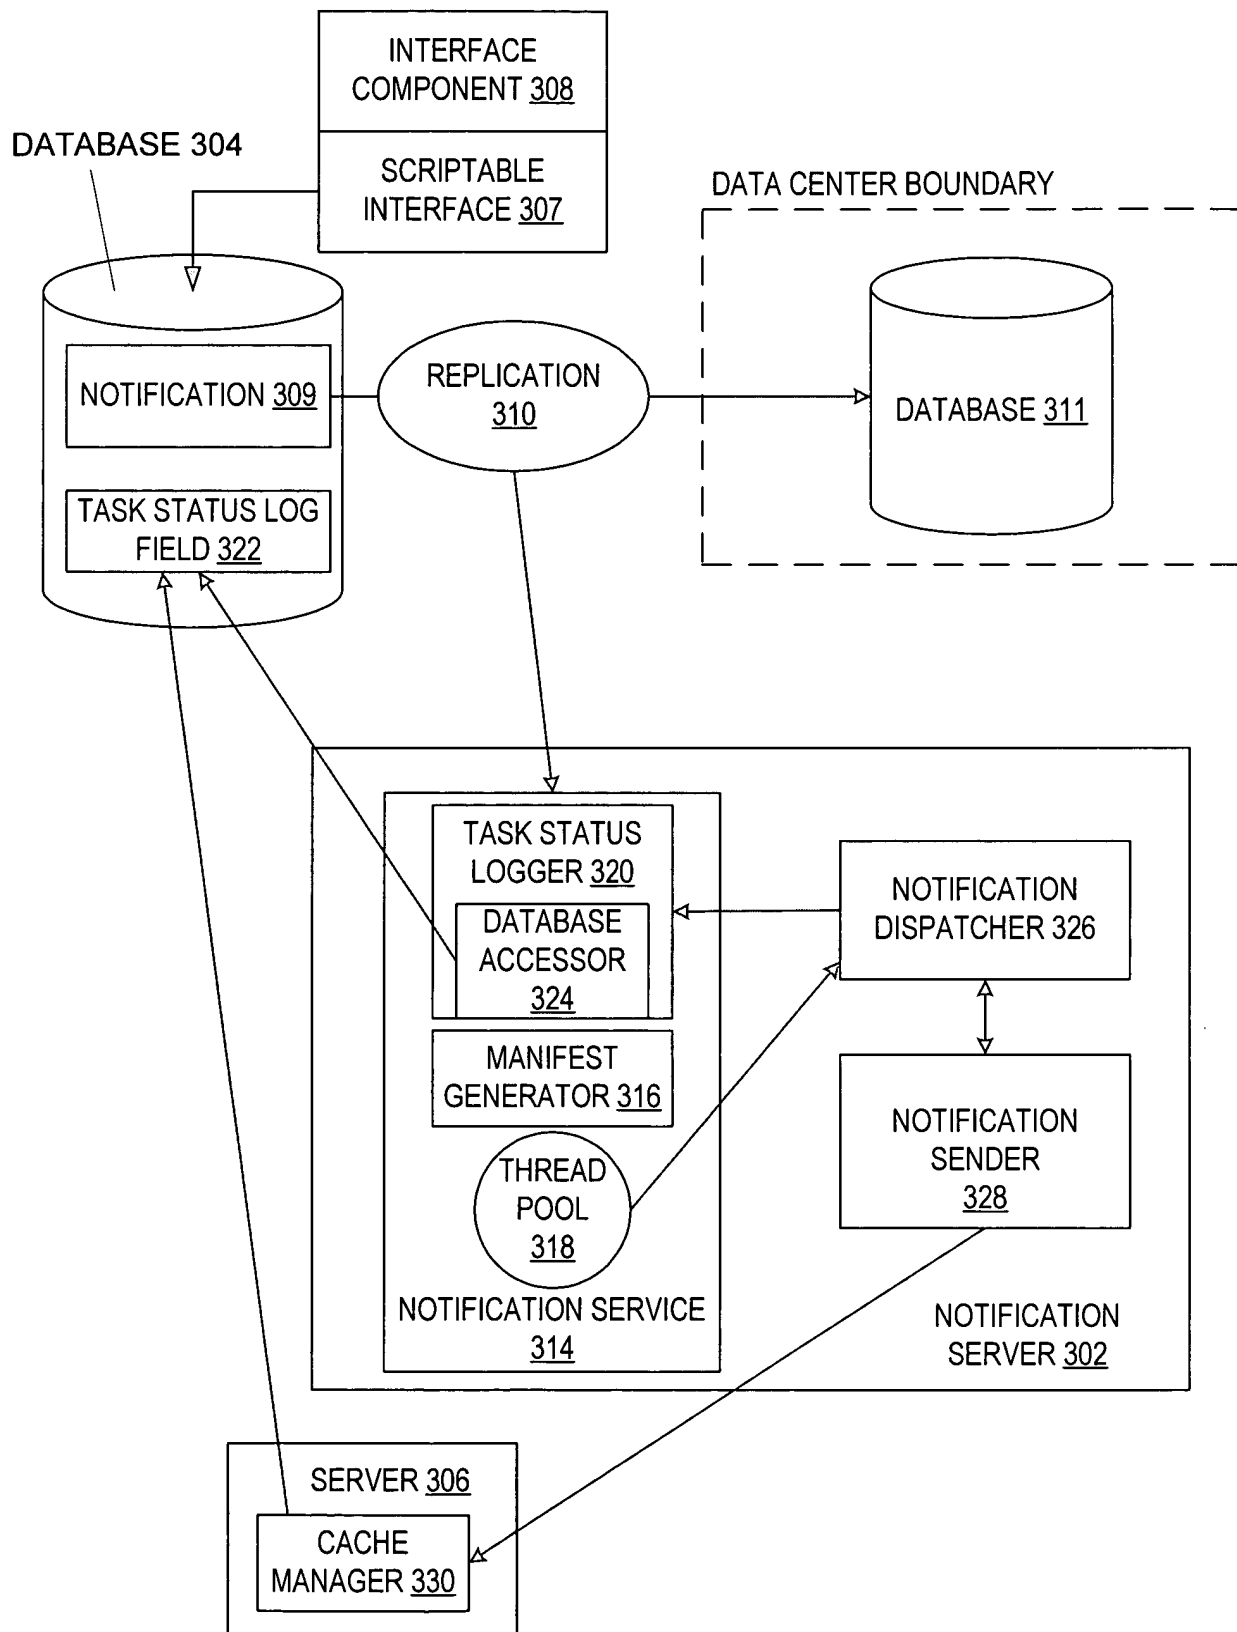 INTERFACE
COMPONENT 308
DATABASE 304
SCRIPTABLE
INTERFACE 307
DATA CENTER BOUNDARY
NOTIFICATION 309
REPLICATION
310
DATABASE 311
TASK STATUS LOG
FIELD 322
TASK STATUS
LOGGER 320
DATABASE
ACCESSOR
324
NOTIFICATION
DISPATCHER 326
MANIFEST
GENERATOR 316
NOTIFICATION
SENDER
328
THREAD
POOL
318
NOTIFICATION SERVICE
314
NOTIFICATION
SERVER 302
SERVER 306
CACHE
MANAGER 330